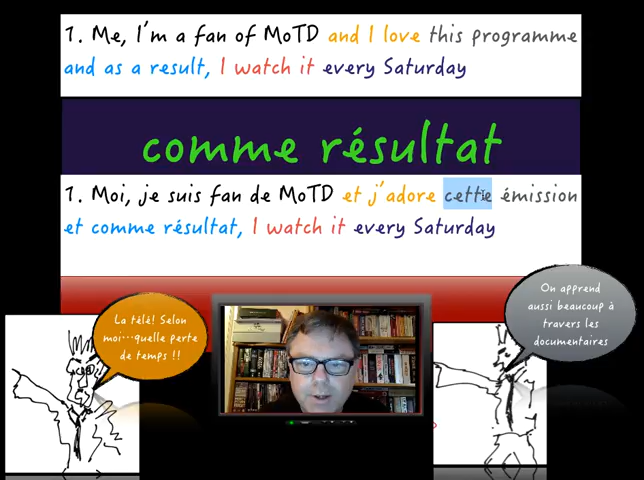 1. Me, I'm a fan of MoTD and I love this programme
and as a result, I watch it every Saturday
comme résultat
1. Moi, je suis fan de MoTD et j'adore cette émission
et comme résultat, I watch it every Saturday
La télé! Selon
moi...quelle perte
de temps !!
On apprend
aussi beaucoup à
travers les
documentaires